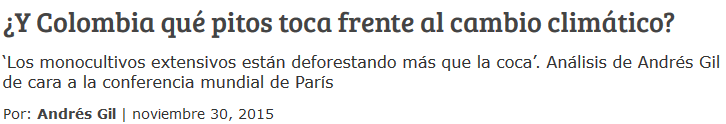 ¿Y Colombia qué pitos toca frente al cambio climático?
‘Los monocultivos extensivos están deforestando más que la coca’. Análisis de Andrés Gil
de cara a la conferencia mundial de París
Por: Andrés Gil | noviembre 30, 2015